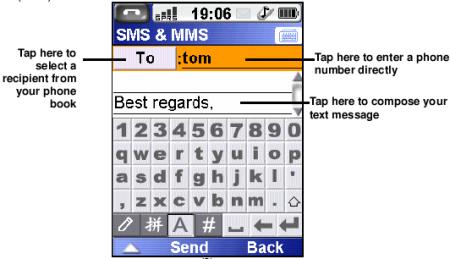 19:06
SMS & MMS
Tap here to
select a
recipient from
your phone
book
To
:tom
Tap here to enter a phone
number directly
Best regards,
Tap here to compose your
text message
1 2 3 4 5 6 7 8 9 0
q w e r t y u i o p
a s d f g h j k l '
, z x c v b n m .
拼 A #
Send Back